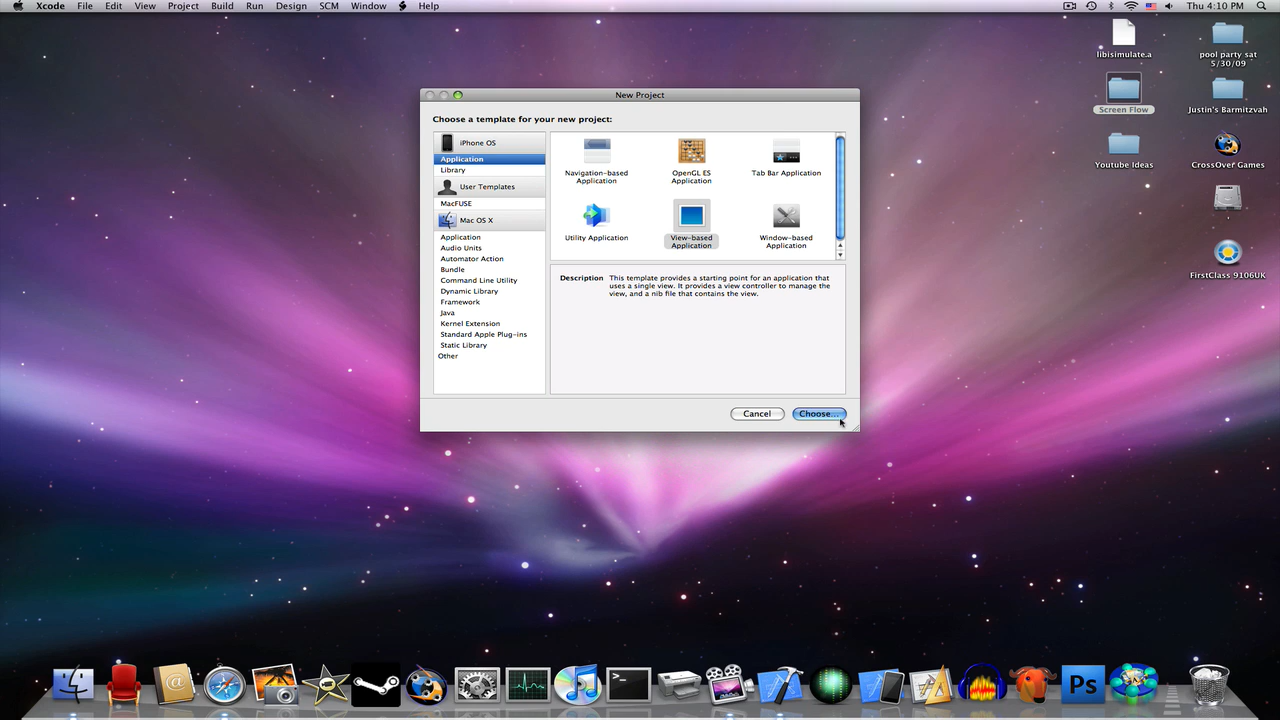 Xcode File Edit View Project Build Run Design SCM Window Help Thu 4:10 PM
libisimulate.a
pool party sat
5/30/09
Screen Flow
Justin's Barmitzvah
Youtube Ideas
CrossOver Games
FirstClass 9106UK
New Project
Choose a template for your new project:
iPhone OS
Application
Library
User Templates
MacFUSE
Mac OS X
Application
Audio Units
Automator Action
Bundle
Command Line Utility
Dynamic Library
Framework
Java
Kernel Extension
Standard Apple Plug-ins
Static Library
Other
Navigation-based
Application
OpenGL ES
Application
Tab Bar Application
Utility Application
View-based
Application
Window-based
Application
Description This template provides a starting point for an application that
uses a single view. It provides a view controller to manage the
view, and a nib file that contains the view.
Cancel Choose...
Ps